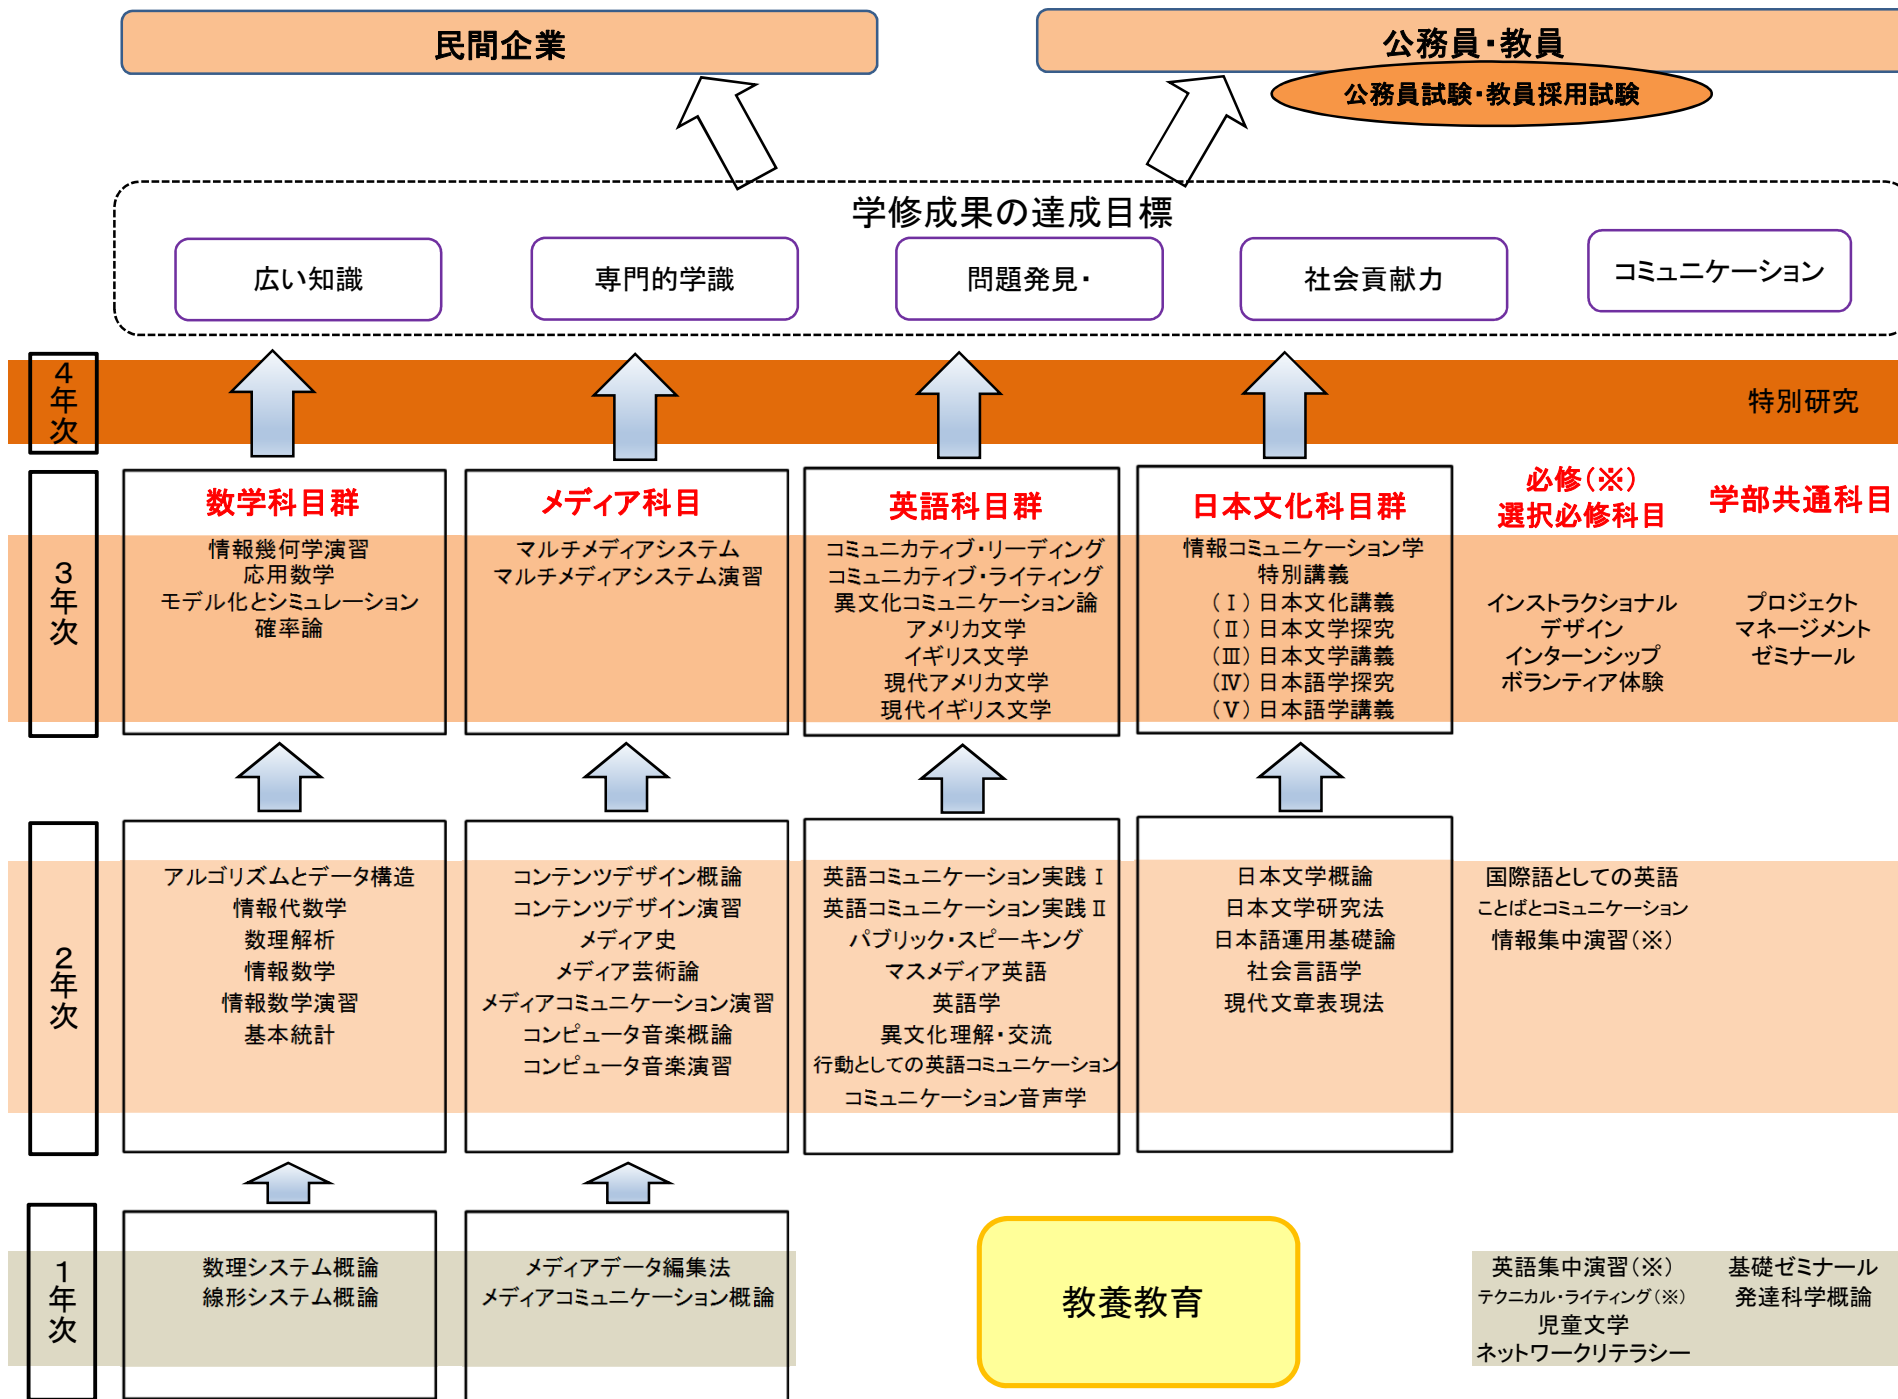 民間企業
公務員・教員
公務員試験・教員採用試験
学修成果の達成目標
広い知識
専門的学識
問題発見・
社会貢献力
コミュニケーション
4年次
特別研究
3年次
数学科目群
情報幾何学演習
応用数学
モデル化とシミュレーション
確率論
メディア科目
マルチメディアシステム
マルチメディアシステム演習
英語科目群
コミュニカティブ・リーディング
コミュニカティブ・ライティング
異文化コミュニケーション論
アメリカ文学
イギリス文学
現代アメリカ文学
現代イギリス文学
日本文化科目群
情報コミュニケーション学
特別講義
(Ⅰ)日本文化講義
(Ⅱ)日本文学探究
(Ⅲ)日本文学講義
(Ⅳ)日本語学探究
(Ⅴ)日本語学講義
必修(※)
選択必修科目
インストラクショナル
デザイン
インターンシップ
ボランティア体験
学部共通科目
プロジェクト
マネージメント
ゼミナール
2年次
アルゴリズムとデータ構造
情報代数学
数理解析
情報数学
情報数学演習
基本統計
コンテンツデザイン概論
コンテンツデザイン演習
メディア史
メディア芸術論
メディアコミュニケーション演習
コンピュータ音楽概論
コンピュータ音楽演習
英語コミュニケーション実践Ⅰ
英語コミュニケーション実践Ⅱ
パブリック・スピーキング
マスメディア英語
英語学
異文化理解・交流
行動としての英語コミュニケーション
コミュニケーション音声学
日本文学概論
日本文学研究法
日本語運用基礎論
社会言語学
現代文章表現法
国際語としての英語
ことばとコミュニケーション
情報集中演習(※)
1年次
数理システム概論
線形システム概論
メディアデータ編集法
メディアコミュニケーション概論
教養教育
英語集中演習(※)
テクニカル・ライティング(※)
児童文学
ネットワークリテラシー
基礎ゼミナール
発達科学概論